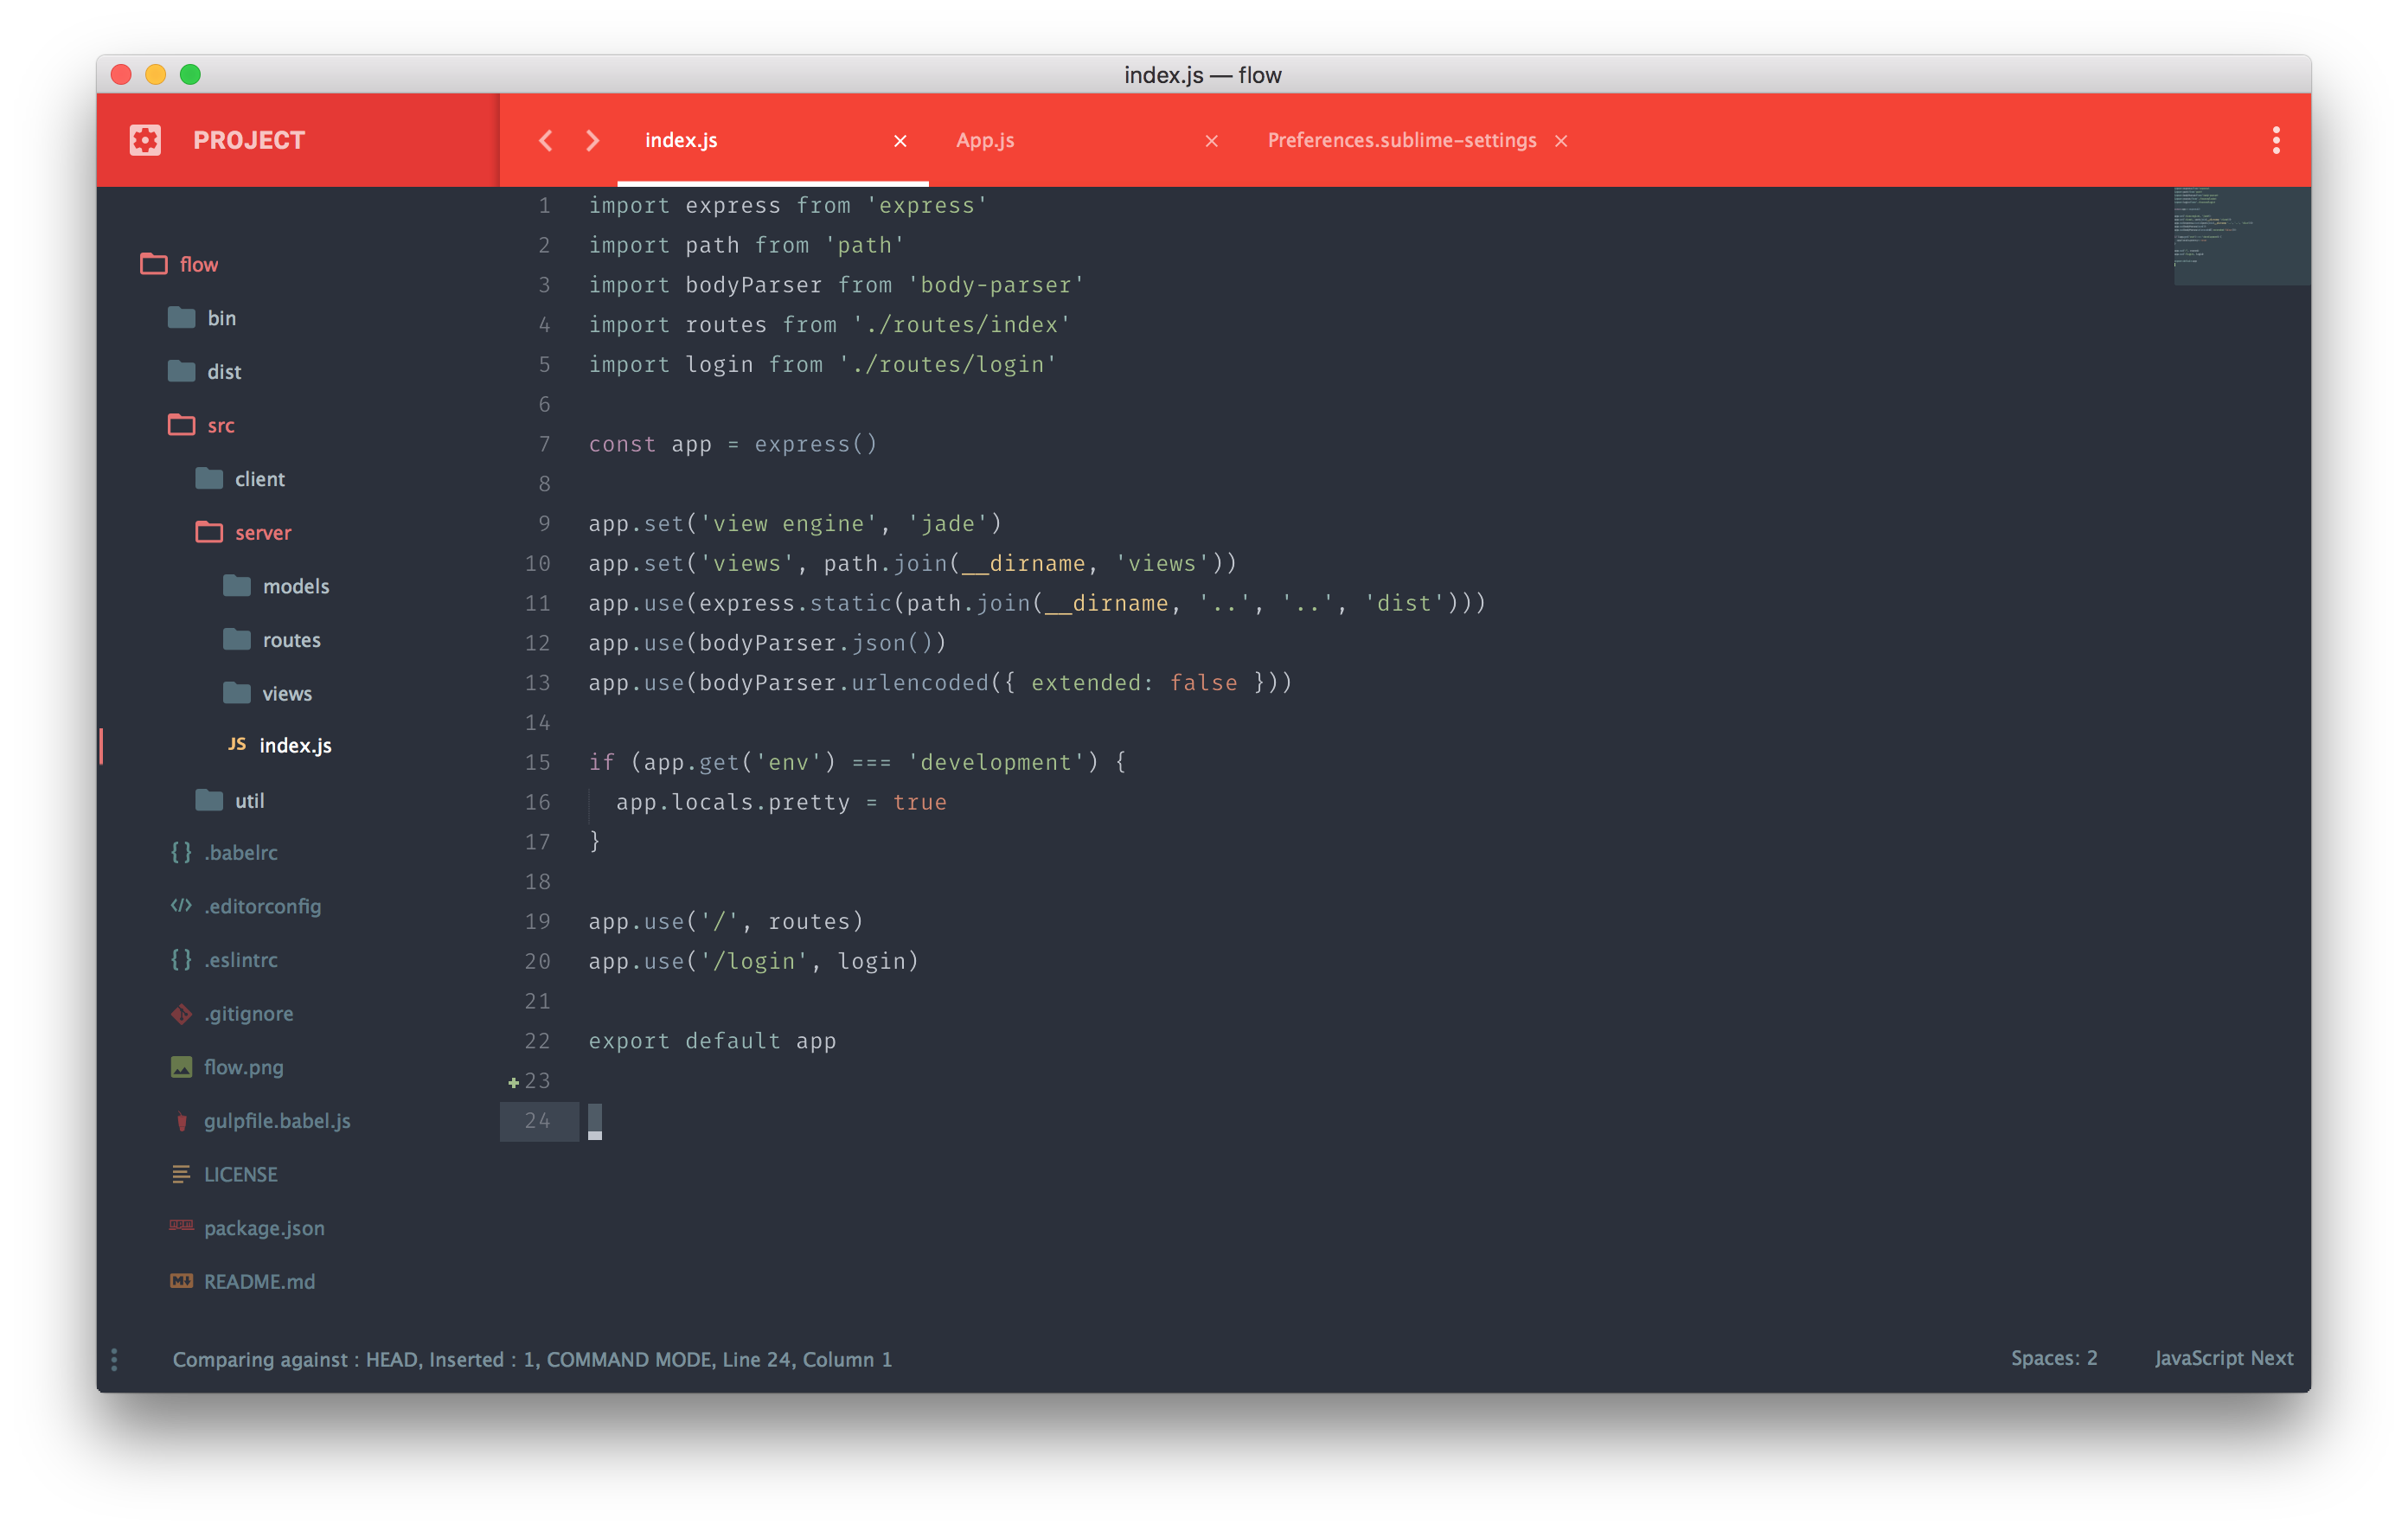 index.js — flow
PROJECT
index.js
App.js
Preferences.sublime-settings
flow
bin
dist
src
client
server
models
routes
views
JS index.js
util
{} .babelrc
</> .editorconfig
{} .eslintrc
.gitignore
flow.png
gulpfile.babel.js
LICENSE
package.json
README.md
1 import express from 'express'
2 import path from 'path'
3 import bodyParser from 'body-parser'
4 import routes from './routes/index'
5 import login from './routes/login'
6
7 const app = express()
8
9 app.set('view engine', 'jade')
10 app.set('views', path.join(__dirname, 'views'))
11 app.use(express.static(path.join(__dirname, '..', '..', 'dist')))
12 app.use(bodyParser.json())
13 app.use(bodyParser.urlencoded({ extended: false }))
14
15 if (app.get('env') === 'development') {
16   app.locals.pretty = true
17 }
18
19 app.use('/', routes)
20 app.use('/login', login)
21
22 export default app
+23
24
Comparing against : HEAD, Inserted : 1, COMMAND MODE, Line 24, Column 1
Spaces: 2
JavaScript Next